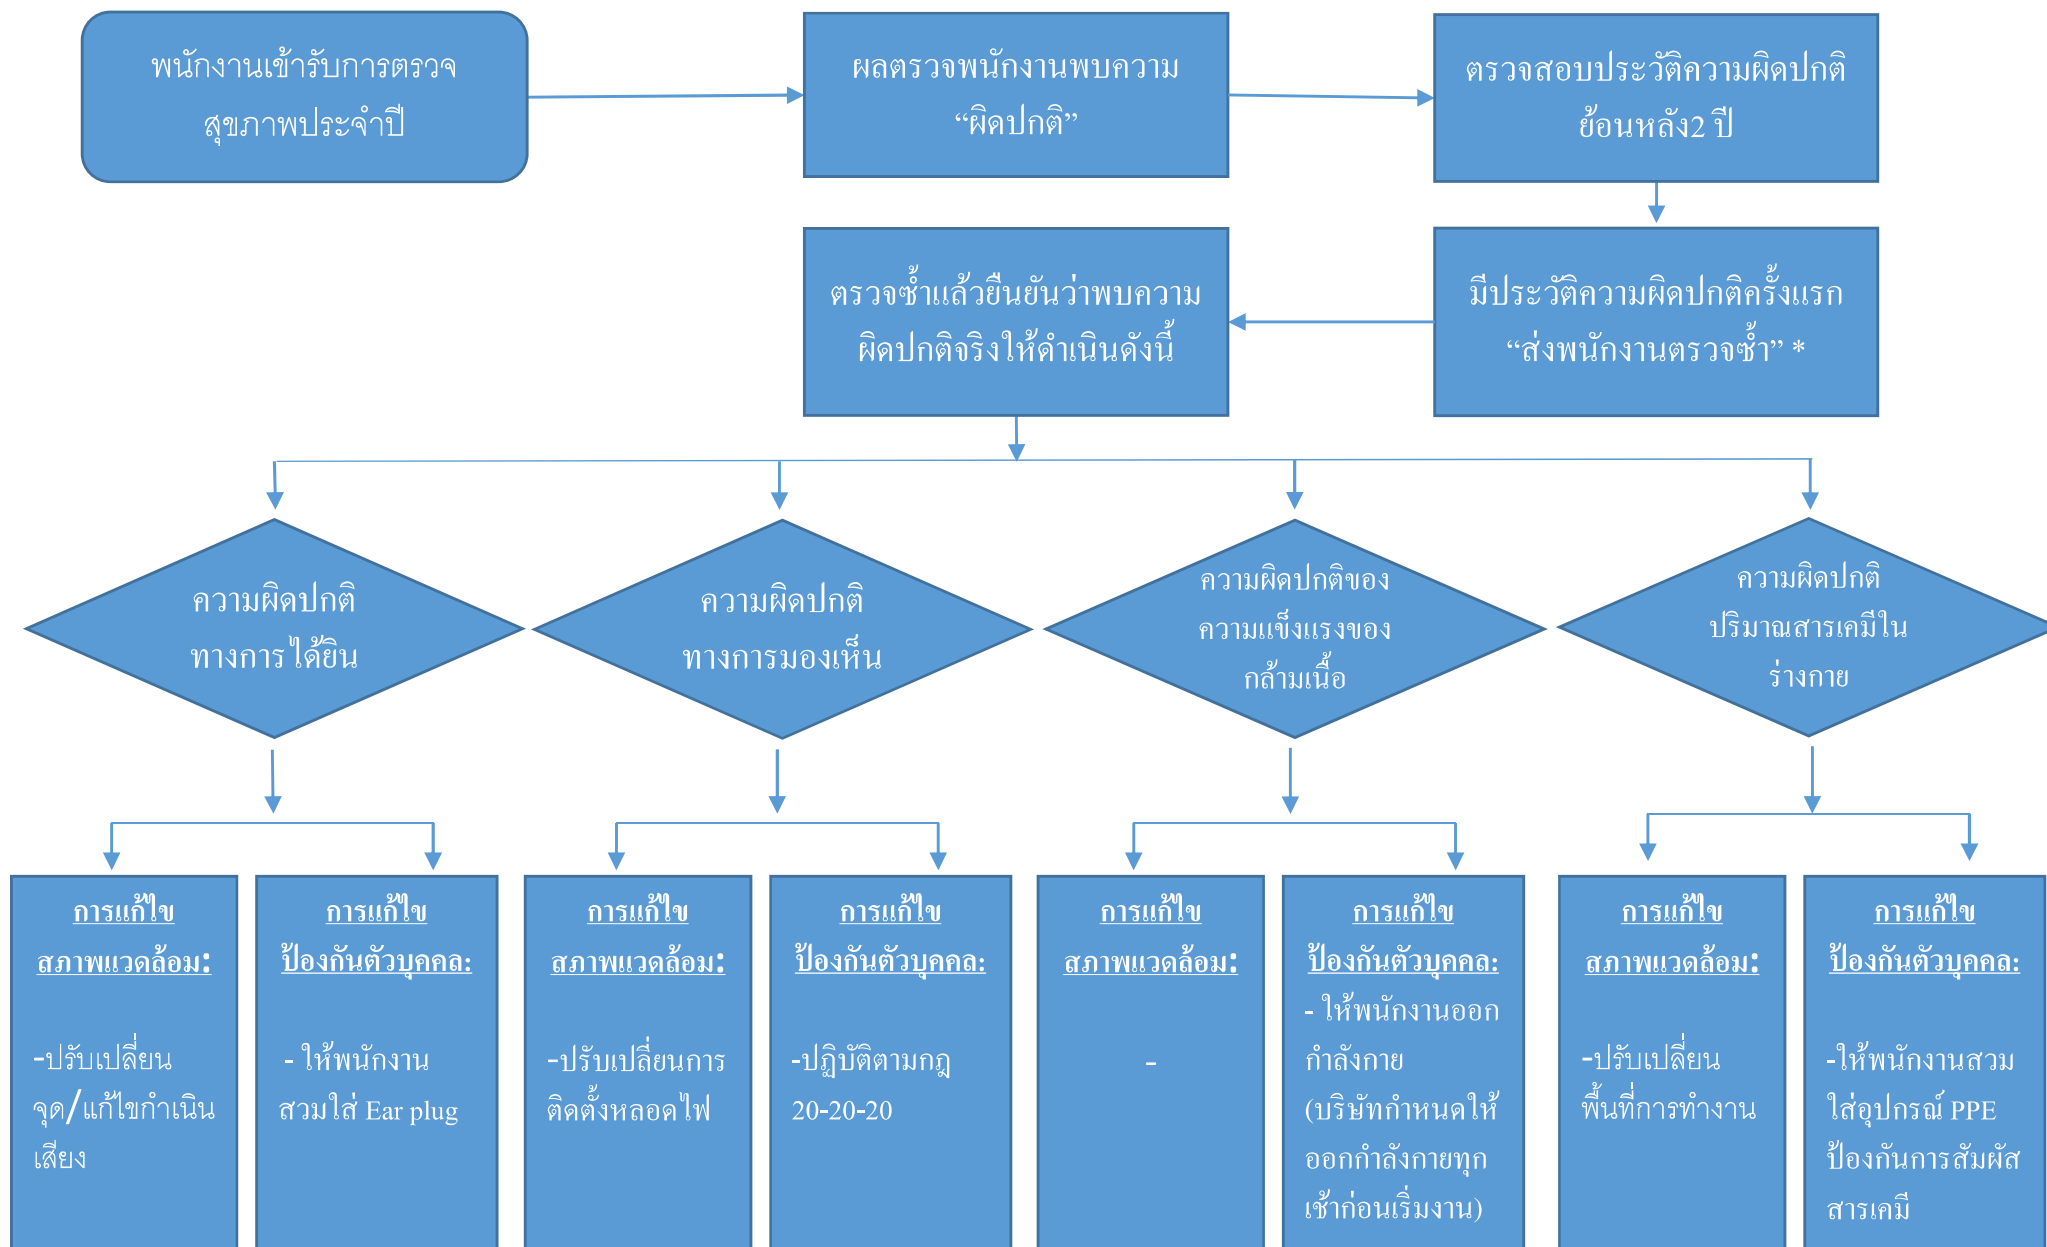 พนักงานเข้ารับการตรวจ
สุขภาพประจำปี
ผลตรวจพนักงานพบความ
“ผิดปกติ”
ตรวจสอบประวัติความผิดปกติ
ย้อนหลัง2 ปี
มีประวัติความผิดปกติครั้งแรก
“ส่งพนักงานตรวจซ้ำ” *
ตรวจซ้ำแล้วยืนยันว่าพบความ
ผิดปกติจริงให้ดำเนินดังนี้
ความผิดปกติ
ทางการได้ยิน
ความผิดปกติ
ทางการมองเห็น
ความผิดปกติของ
ความแข็งแรงของ
กล้ามเนื้อ
ความผิดปกติ
ปริมาณสารเคมีใน
ร่างกาย
การแก้ไข
สภาพแวดล้อม:
-ปรับเปลี่ยน
จุด/แก้ไขกำเนิน
เสียง
การแก้ไข
ป้องกันตัวบุคคล:
- ให้พนักงาน
สวมใส่ Ear plug
การแก้ไข
สภาพแวดล้อม:
-ปรับเปลี่ยนการ
ติดตั้งหลอดไฟ
การแก้ไข
ป้องกันตัวบุคคล:
-ปฏิบัติตามกฎ
20-20-20
การแก้ไข
สภาพแวดล้อม:
-
การแก้ไข
ป้องกันตัวบุคคล:
- ให้พนักงานออก
กำลังกาย
(บริษัทกำหนดให้
ออกกำลังกายทุก
เช้าก่อนเริ่มงาน)
การแก้ไข
สภาพแวดล้อม:
-ปรับเปลี่ยน
พื้นที่การทำงาน
การแก้ไข
ป้องกันตัวบุคคล:
-ให้พนักงานสวม
ใส่อุปกรณ์ PPE
ป้องกันการสัมผัส
สารเคมี